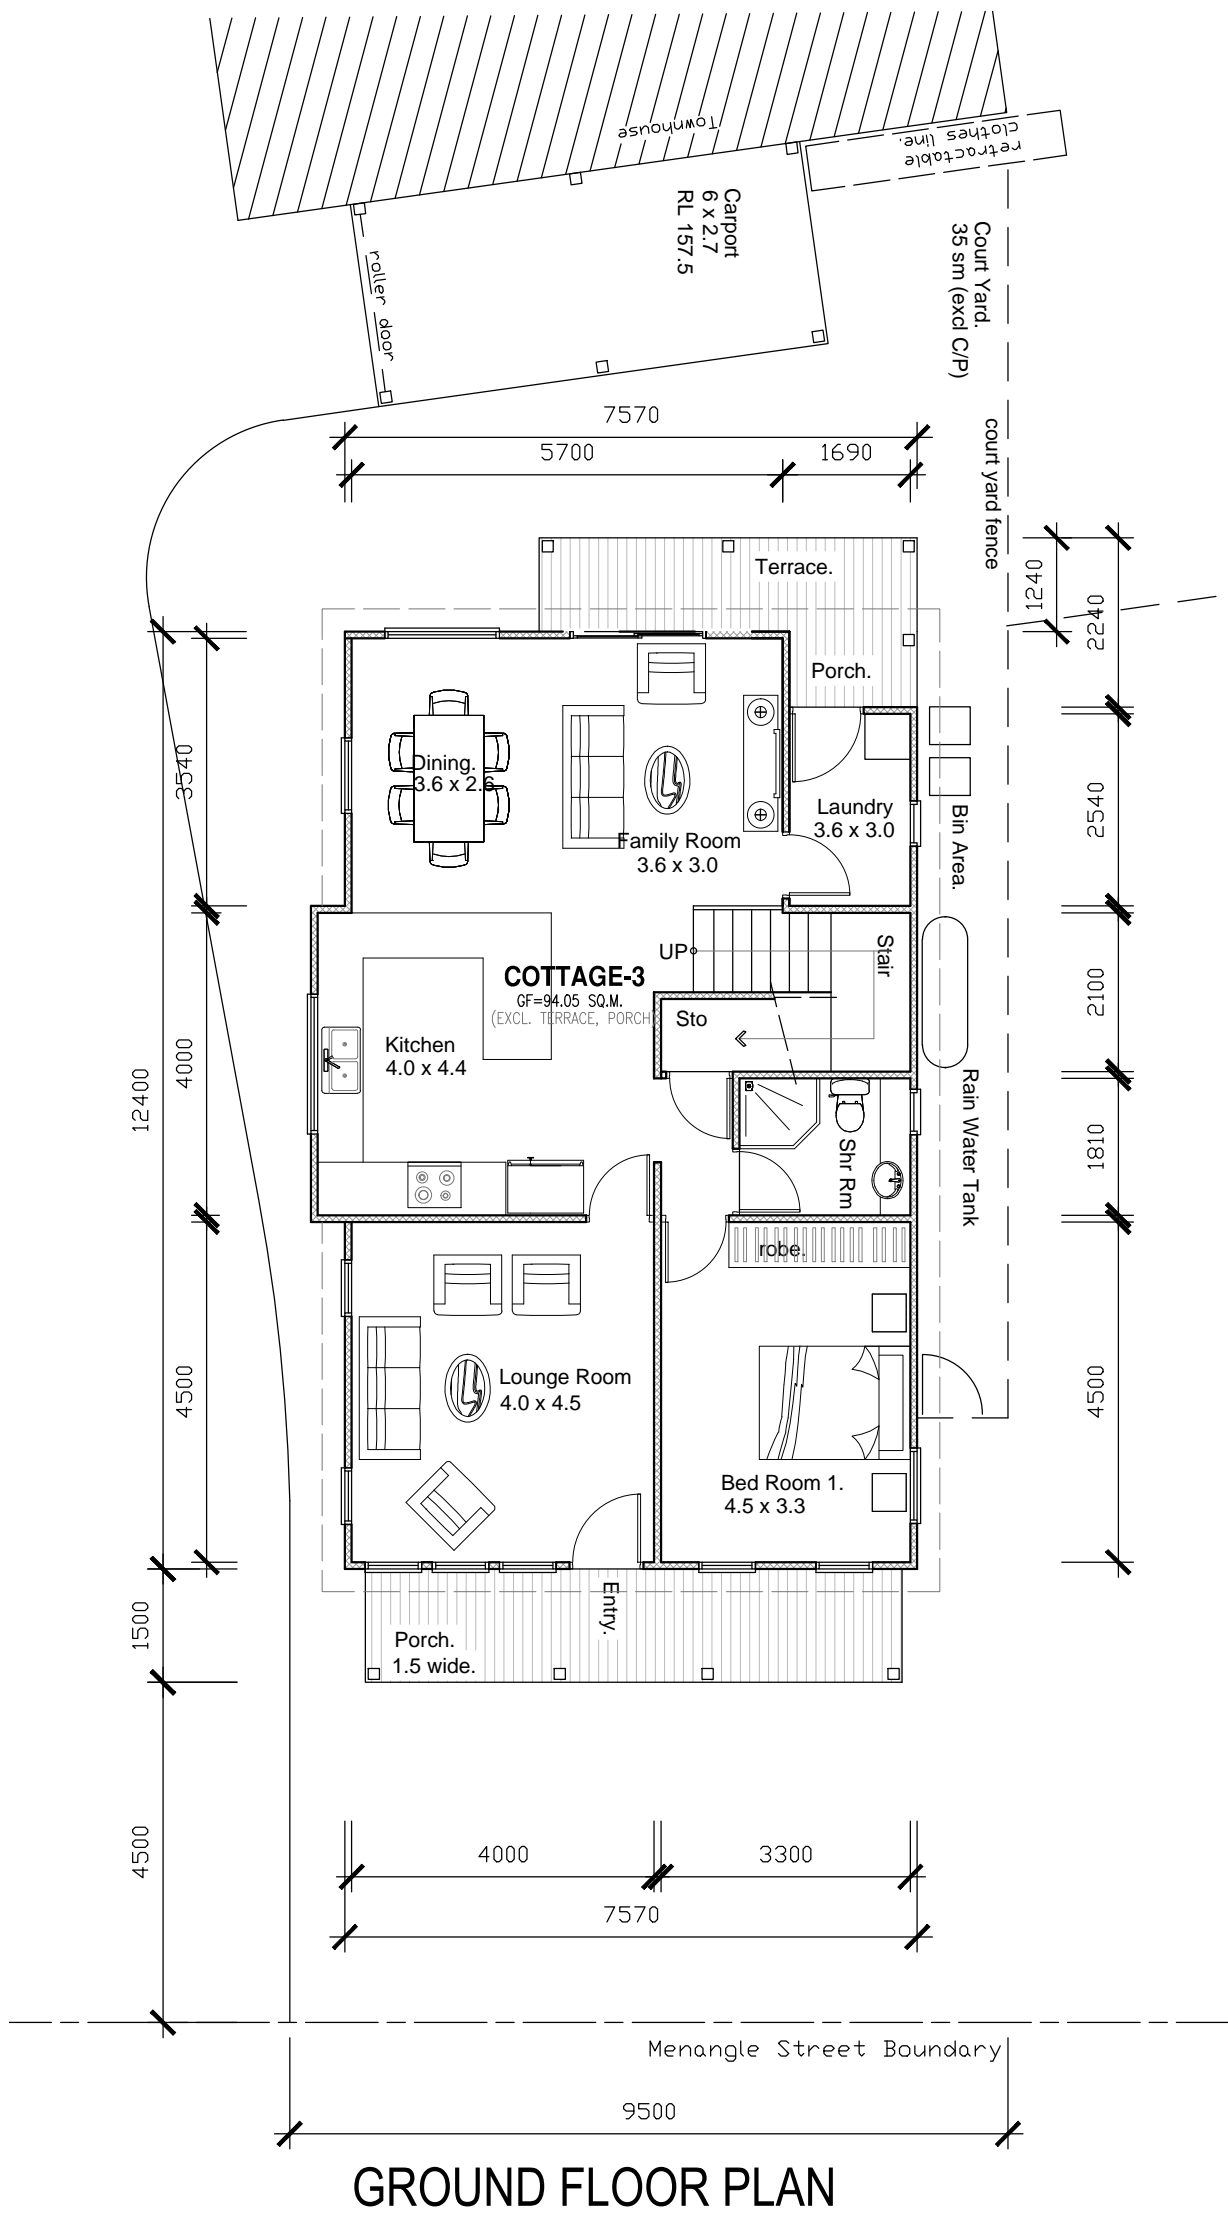 Townhouse
retractable
clothes line.
Carport
6 x 2.7
RL 157.5
roller door
Court Yard.
35 sm (excl C/P)
court yard fence
7570
5700
1690
1240
2240
Terrace.
Porch.
3540
Dining.
3.6 x 2.6
Family Room
3.6 x 3.0
Laundry
3.6 x 3.0
Bin Area.
2540
UP
Stair
COTTAGE-3
GF=94.05 SQ.M.
(EXCL. TERRACE, PORCH)
Sto
2100
Kitchen
4.0 x 4.4
4000
12400
Shr Rm
Rain Water Tank
1810
robe.
Lounge Room
4.0 x 4.5
4500
4500
Bed Room 1.
4.5 x 3.3
Entry.
Porch.
1.5 wide.
1500
4500
4000
3300
7570
Menangle Street Boundary
9500
GROUND FLOOR PLAN